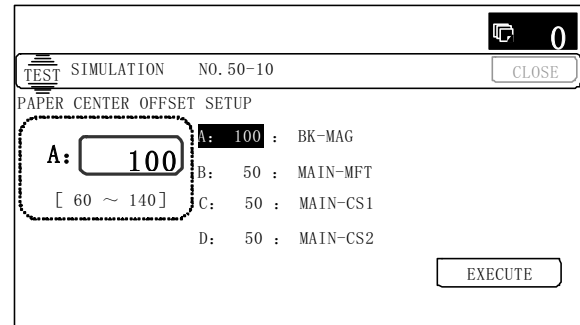 0
TEST SIMULATION NO.50-10 CLOSE
PAPER CENTER OFFSET SETUP
A: 100
[ 60 ～ 140]
A: 100 : BK-MAG
B: 50 : MAIN-MFT
C: 50 : MAIN-CS1
D: 50 : MAIN-CS2
EXECUTE